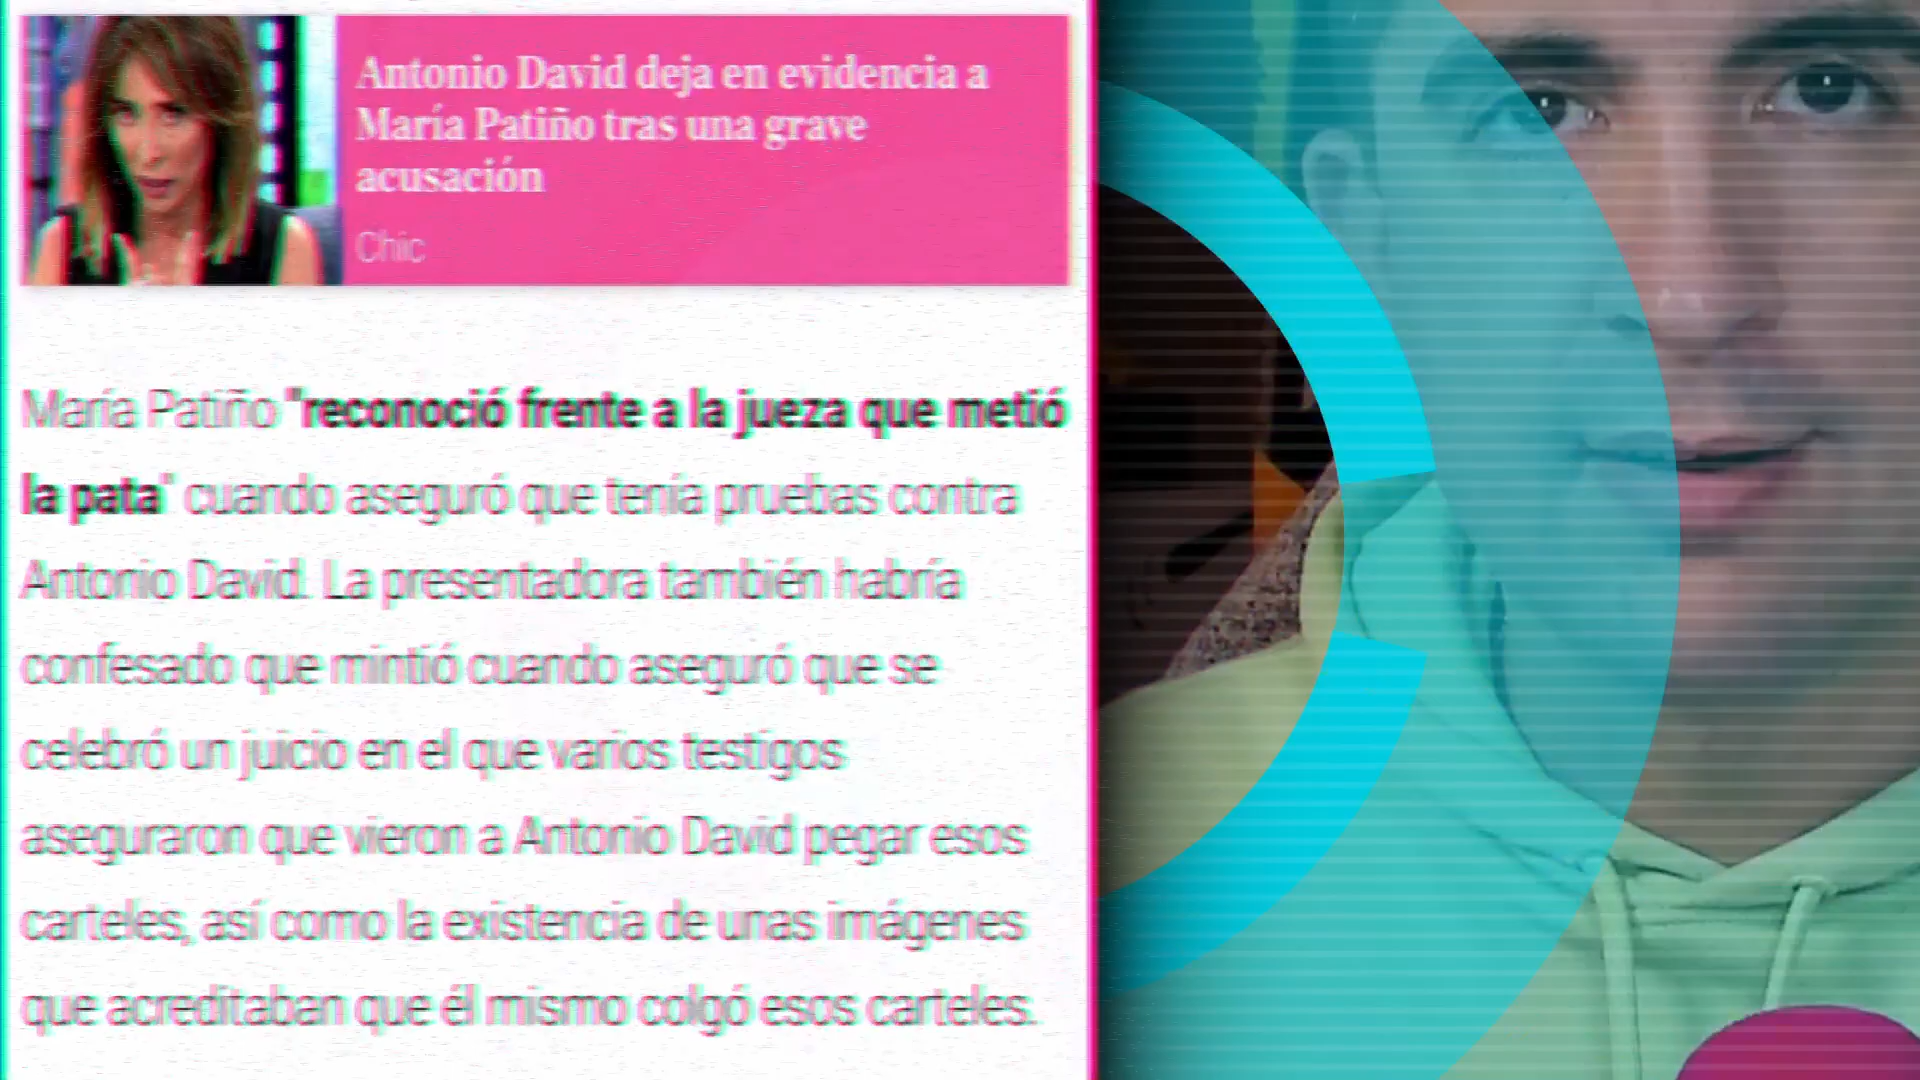 Antonio David deja en evidencia a
María Patiño tras una grave
acusación
Chic
María Patiño "reconoció frente a la jueza que metió
la pata" cuando aseguró que tenía pruebas contra
Antonio David. La presentadora también habría
confesado que mintió cuando aseguró que se
celebró un juicio en el que varios testigos
aseguraron que vieron a Antonio David pegar esos
carteles, así como la existencia de unas imágenes
que acreditaban que él mismo colgó esos carteles.